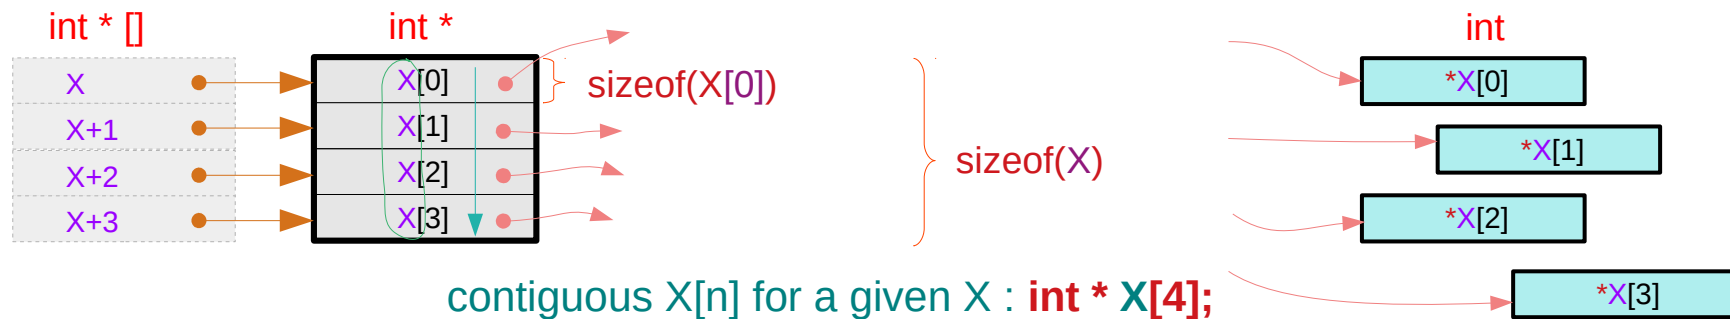 int * []
int *
int
X
X+1
X+2
X+3
X[0]
X[1]
X[2]
X[3]
sizeof(X[0])
sizeof(X)
*X[0]
*X[1]
*X[2]
*X[3]
contiguous X[n] for a given X : int * X[4];